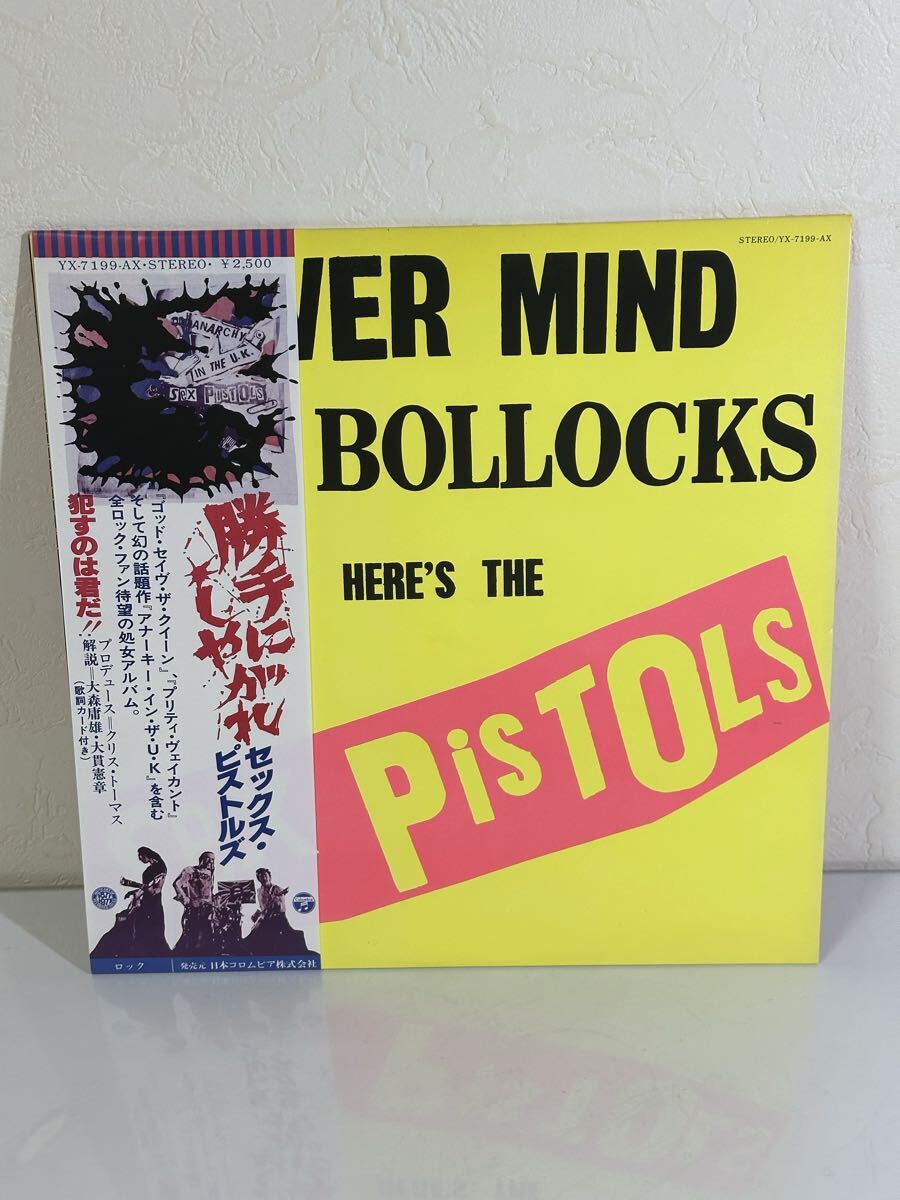 YX-7199-AX・STEREO・￥2,500
ANARCHY
IN THE U.K.
SEX PISTOLS
勝手にしやがれ
セックス・
ピストルズ
『ゴッド・セイヴ・ザ・クイーン』、『プリティ・ヴェイカント』
そして幻の話題作『アナーキー・イン・ザ・U・K』を含む
全ロック・ファン待望の処女アルバム。
犯すのは君だ!!
プロデュース＝クリス・トーマス
解説＝大森庸雄・大貫憲章
(歌詞カード付き)
ロック
発売元 日本コロムビア株式会社
STEREO/YX-7199-AX
VER MIND
BOLLOCKS
HERE'S THE
PiSTOLS
HERE'S THE